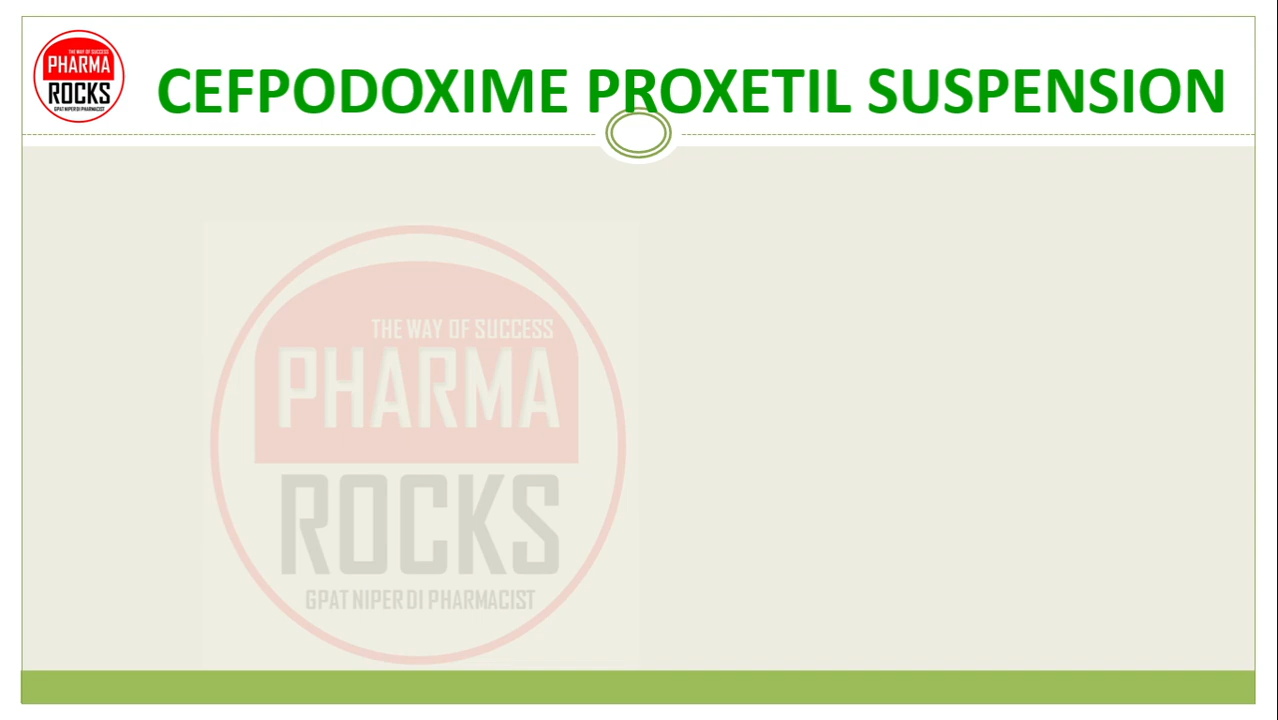 THE WAY OF SUCCESS
PHARMA
ROCKS
GPAT NIPER DI PHARMACIST
CEFPODOXIME PROXETIL SUSPENSION
THE WAY OF SUCCESS
PHARMA
ROCKS
GPAT NIPER DI PHARMACIST